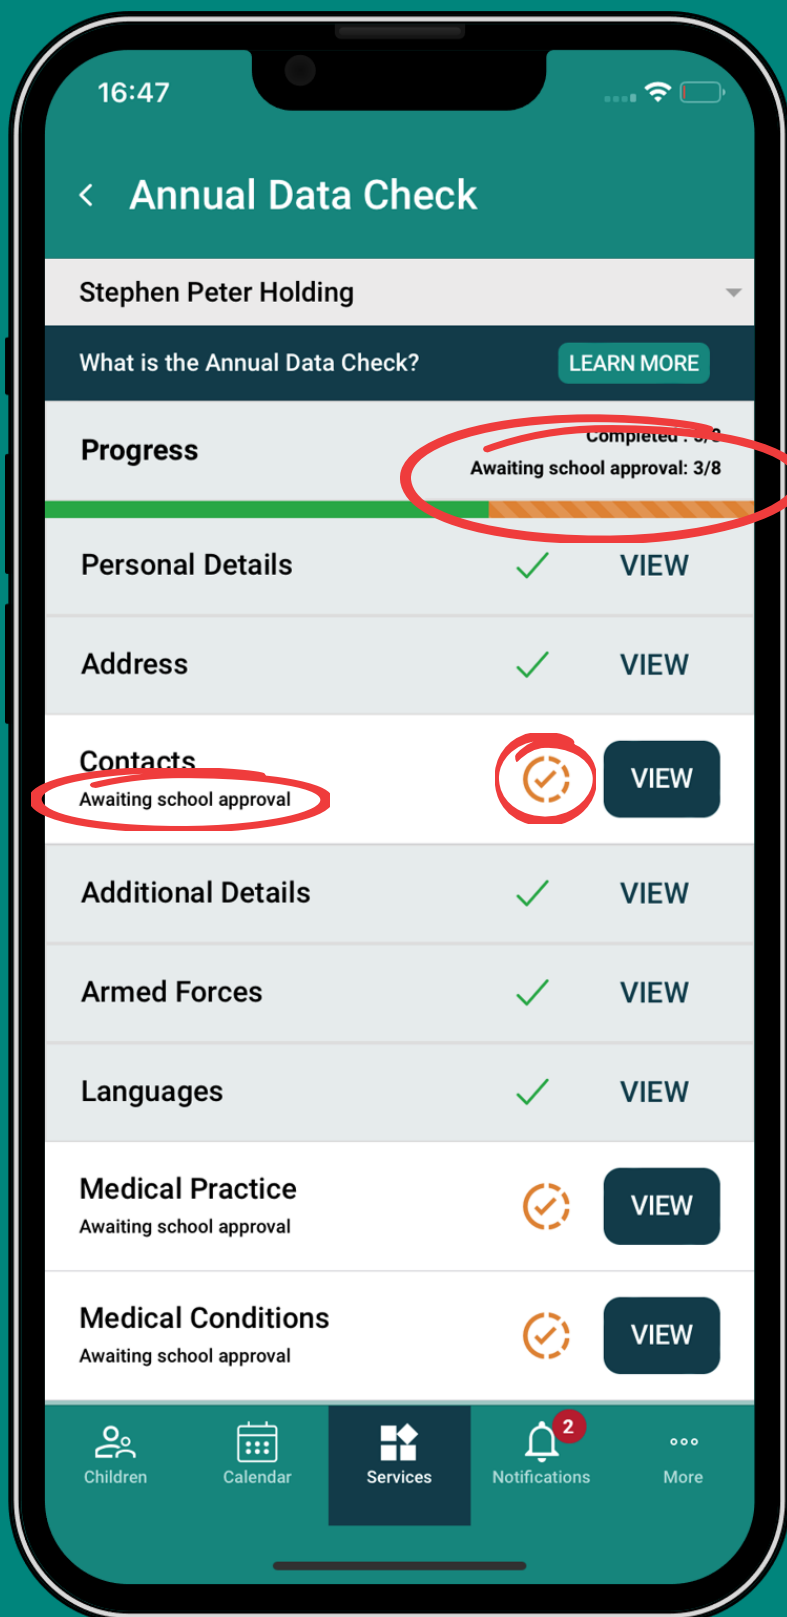 16:47
Annual Data Check
Stephen Peter Holding
What is the Annual Data Check? LEARN MORE
Progress
Completed : 5/8
Awaiting school approval: 3/8
Personal Details VIEW
Address VIEW
Contacts
Awaiting school approval
VIEW
Additional Details VIEW
Armed Forces VIEW
Languages VIEW
Medical Practice
Awaiting school approval
VIEW
Medical Conditions
Awaiting school approval
VIEW
2
Children Calendar Services Notifications More